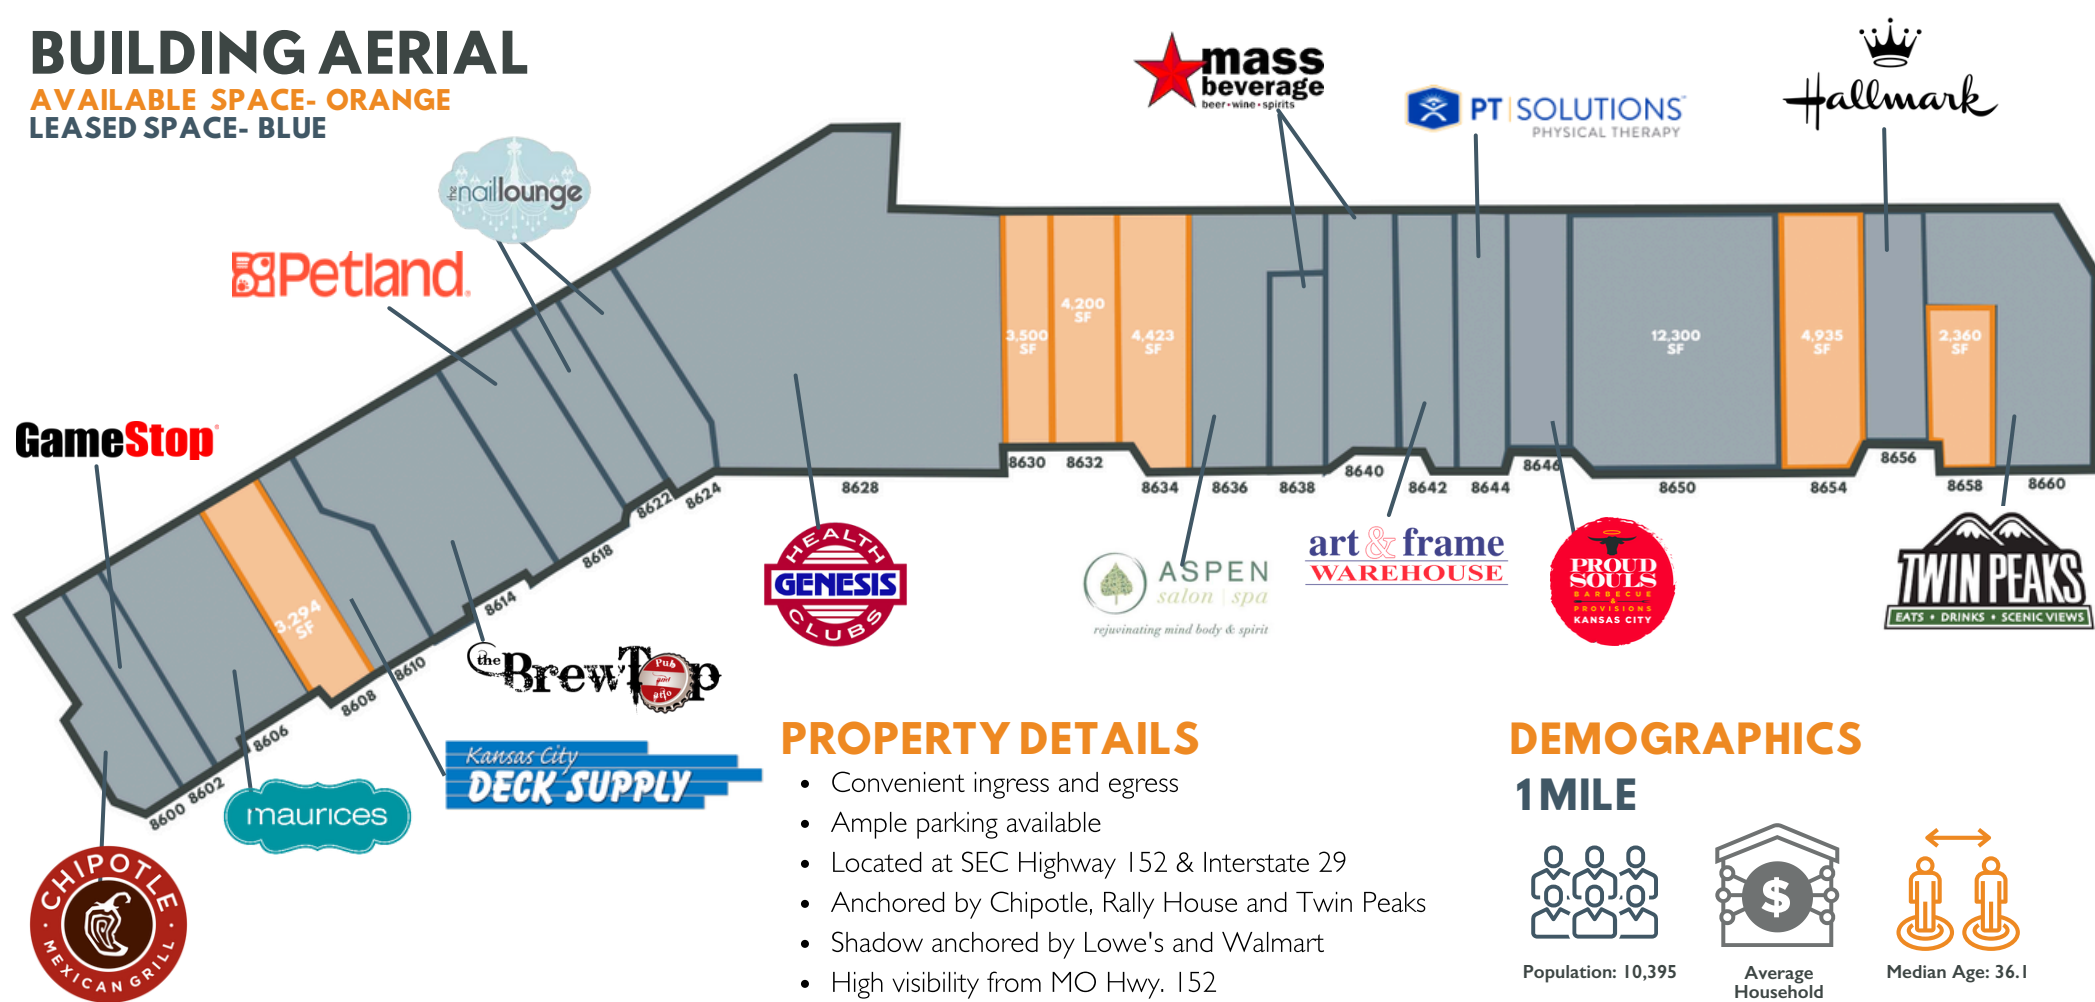 BUILDING AERIAL
AVAILABLE SPACE- ORANGE
LEASED SPACE- BLUE
the naillounge
Petland
GameStop
mass
beverage
beer•wine•spirits
PT | SOLUTIONS™
PHYSICAL THERAPY
Hallmark
3,500
SF
4,200
SF
4,423
SF
12,300
SF
4,935
SF
2,360
SF
3,294
SF
8600
8602
8606
8608
8610
8614
8618
8622
8624
8628
8630
8632
8634
8636
8638
8640
8642
8644
8646
8650
8654
8656
8658
8660
HEALTH
GENESIS
CLUBS
ASPEN
salon | spa
rejuvinating mind body & spirit
art & frame
WAREHOUSE
PROUD
SOULS
BARBECUE
&
PROVISIONS
KANSAS CITY
TWIN PEAKS
EATS • DRINKS • SCENIC VIEWS
the BrewTop
Pub
and
Kansas City
DECK SUPPLY
maurices
CHIPOTLE
MEXICAN GRILL
PROPERTY DETAILS
• Convenient ingress and egress
• Ample parking available
• Located at SEC Highway 152 & Interstate 29
• Anchored by Chipotle, Rally House and Twin Peaks
• Shadow anchored by Lowe's and Walmart
• High visibility from MO Hwy. 152
DEMOGRAPHICS
1 MILE
$
Population: 10,395
Average
Household
Median Age: 36.1